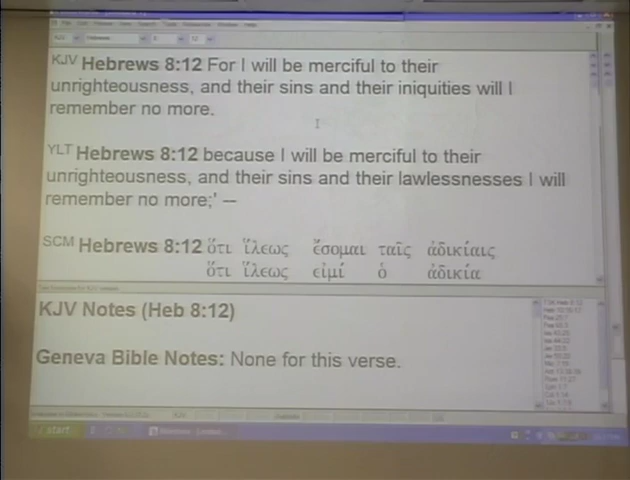 KJV Hebrews 8:12 For I will be merciful to their
unrighteousness, and their sins and their iniquities will I
remember no more.
YLT Hebrews 8:12 because I will be merciful to their
unrighteousness, and their sins and their lawlessnesses I will
remember no more;' —
SCM Hebrews 8:12 ὅτι ἵλεως ἔσομαι ταῖς ἀδικίαις
ὅτι ἵλεως εἰμί ὁ ἀδικία
KJV Notes (Heb 8:12)
Geneva Bible Notes: None for this verse.
start